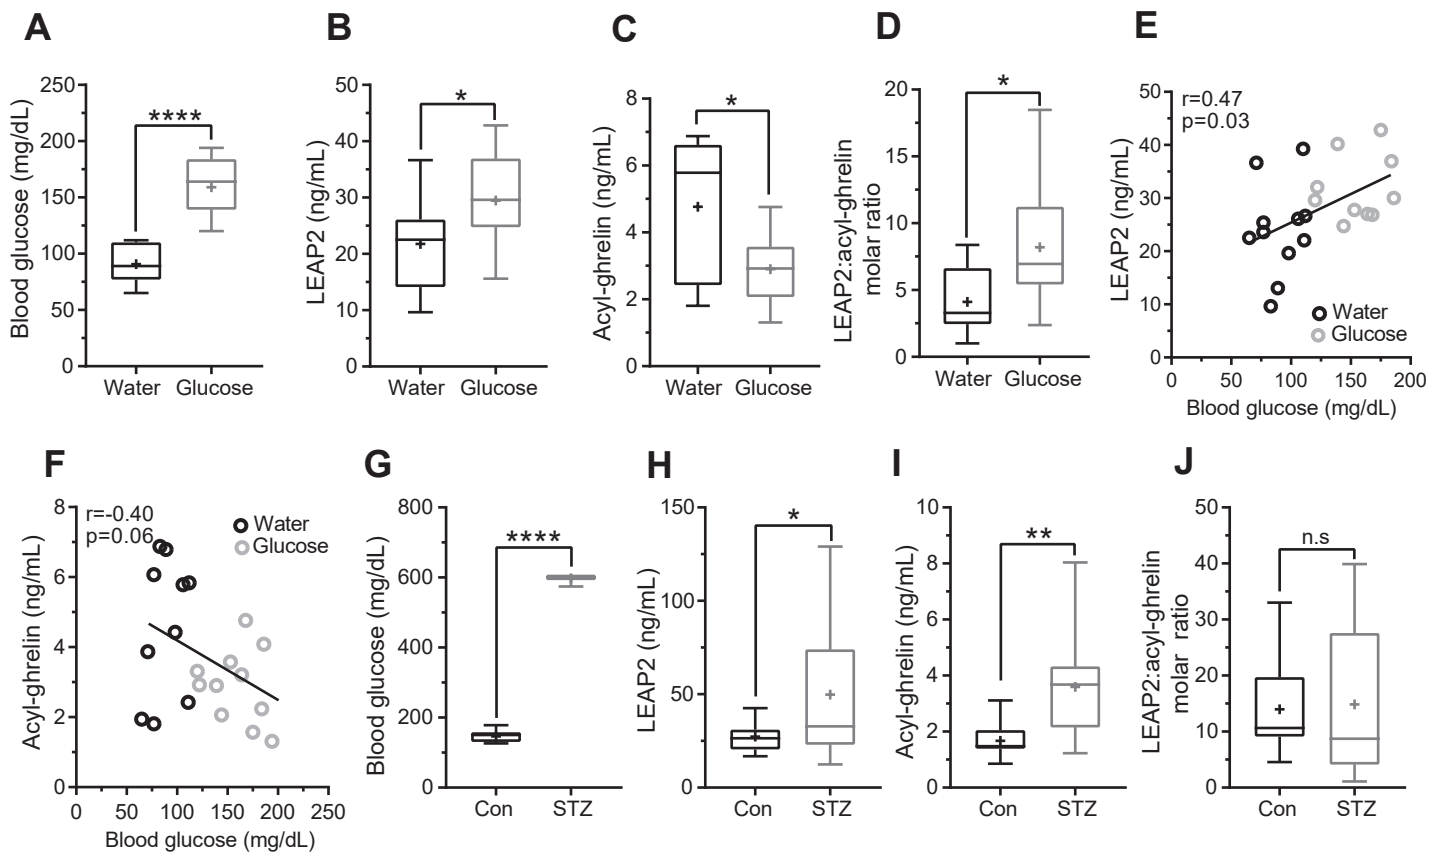 A
Blood glucose (mg/dL)
250
200
150
100
50
0
****
Water
Glucose
B
LEAP2 (ng/mL)
50
40
30
20
10
0
*
Water
Glucose
C
Acyl-ghrelin (ng/mL)
8
6
4
2
0
*
Water
Glucose
D
LEAP2:acyl-ghrelin
molar ratio
20
15
10
5
0
*
Water
Glucose
E
LEAP2 (ng/mL)
50
40
30
20
10
0
r=0.47
p=0.03
Water
Glucose
0 50 100 150 200
Blood glucose (mg/dL)
F
Acyl-ghrelin (ng/mL)
8
6
4
2
0
r=-0.40
p=0.06
Water
Glucose
0 50 100 150 200 250
Blood glucose (mg/dL)
G
Blood glucose (mg/dL)
800
600
400
200
0
****
Con
STZ
H
LEAP2 (ng/mL)
150
100
50
0
*
Con
STZ
I
Acyl-ghrelin (ng/mL)
10
8
6
4
2
0
**
Con
STZ
J
LEAP2:acyl-ghrelin
molar ratio
50
40
30
20
10
0
n.s
Con
STZ